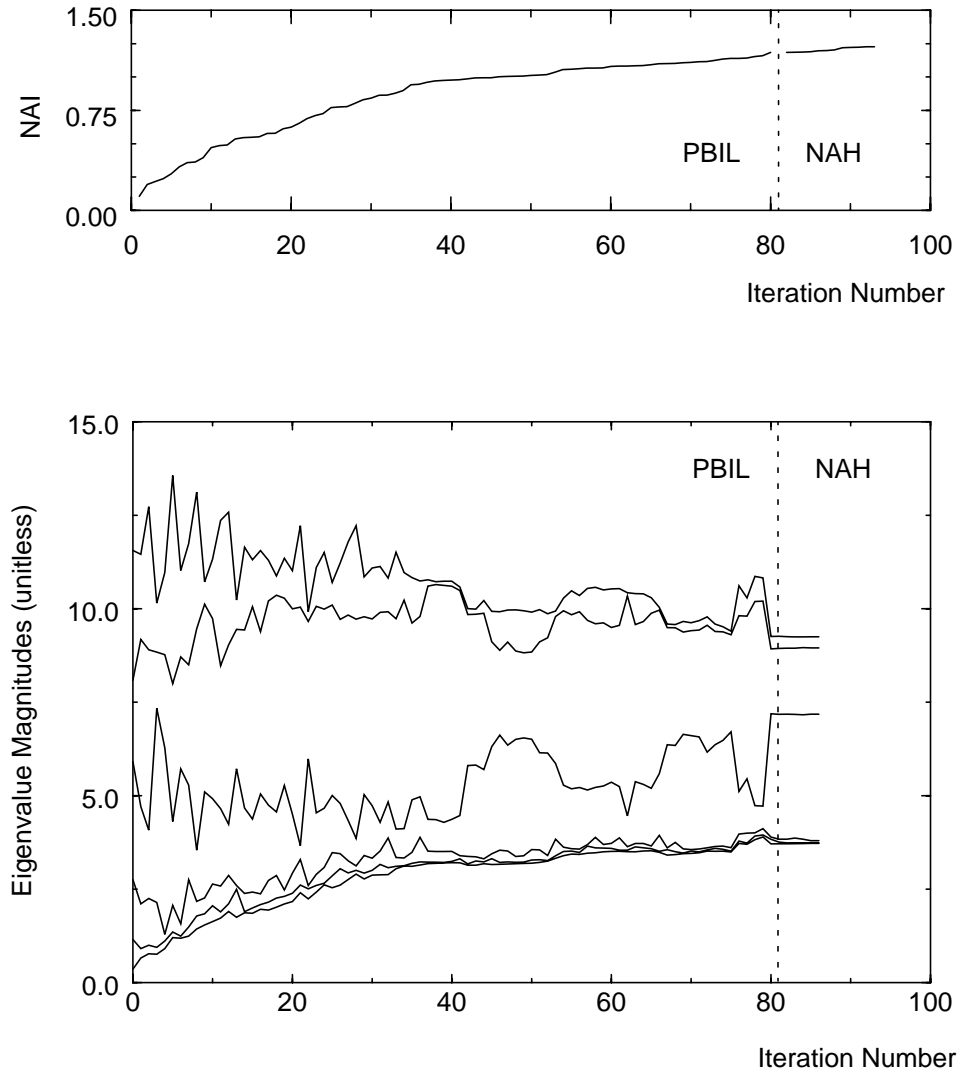 1.50
NAI
0.75
PBIL NAH
0.00
0 20 40 60 80 100
Iteration Number
15.0
PBIL NAH
Eigenvalue Magnitudes (unitless)
10.0
5.0
0.0
0 20 40 60 80 100
Iteration Number